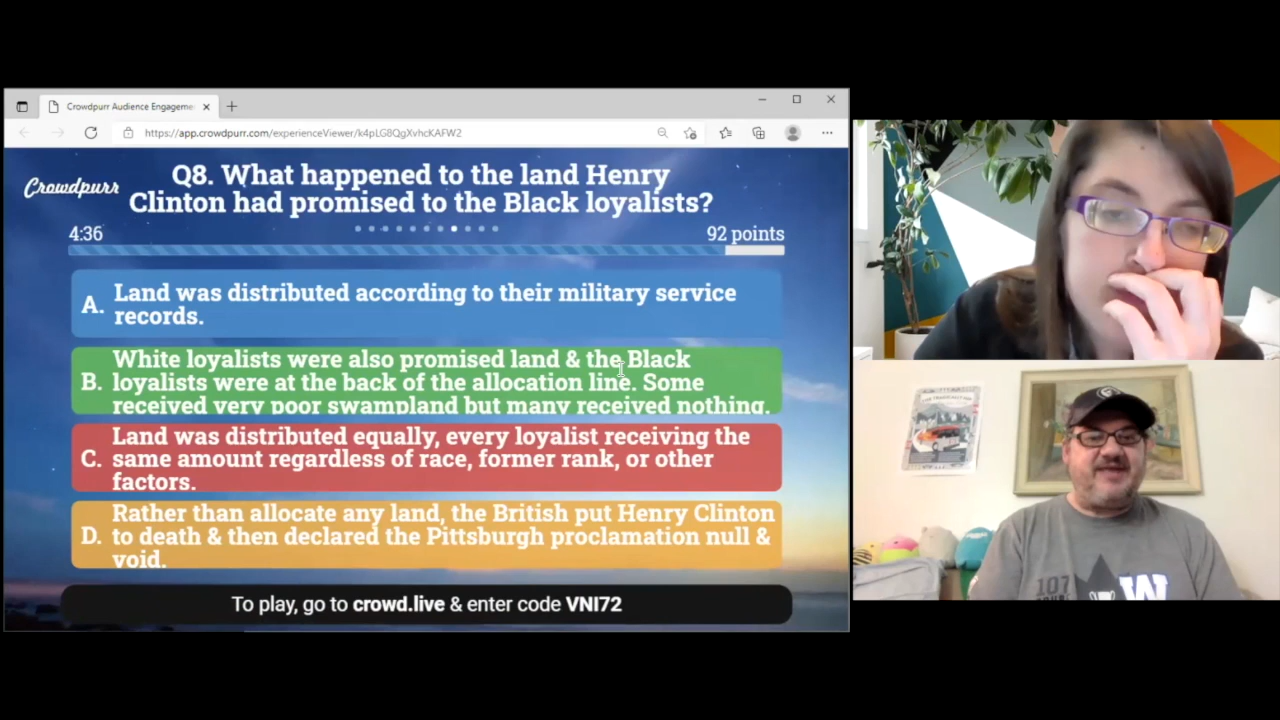 Crowdpurr Audience Engageme
https://app.crowdpurr.com/experienceViewer/k4pLG8QgXvhcKAFW2
Crowdpurr
Q8. What happened to the land Henry
Clinton had promised to the Black loyalists?
4:36
92 points
A. Land was distributed according to their military service
records.
B. White loyalists were also promised land & the Black
loyalists were at the back of the allocation line. Some
received very poor swampland but many received nothing.
C. Land was distributed equally, every loyalist receiving the
same amount regardless of race, former rank, or other
factors.
D. Rather than allocate any land, the British put Henry Clinton
to death & then declared the Pittsburgh proclamation null &
void.
To play, go to crowd.live & enter code VNI72
107
W